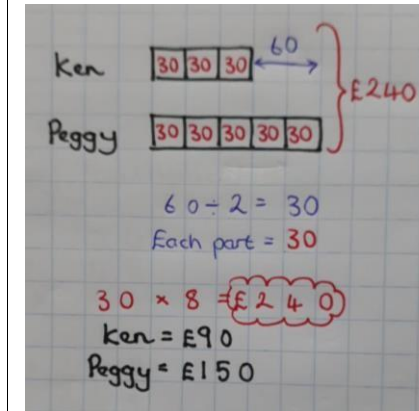 60
Ken 30 30 30
£240
Peggy 30 30 30 30 30
60 ÷ 2 = 30
Each part = 30
30 × 8 = £240
Ken = £90
Peggy = £150